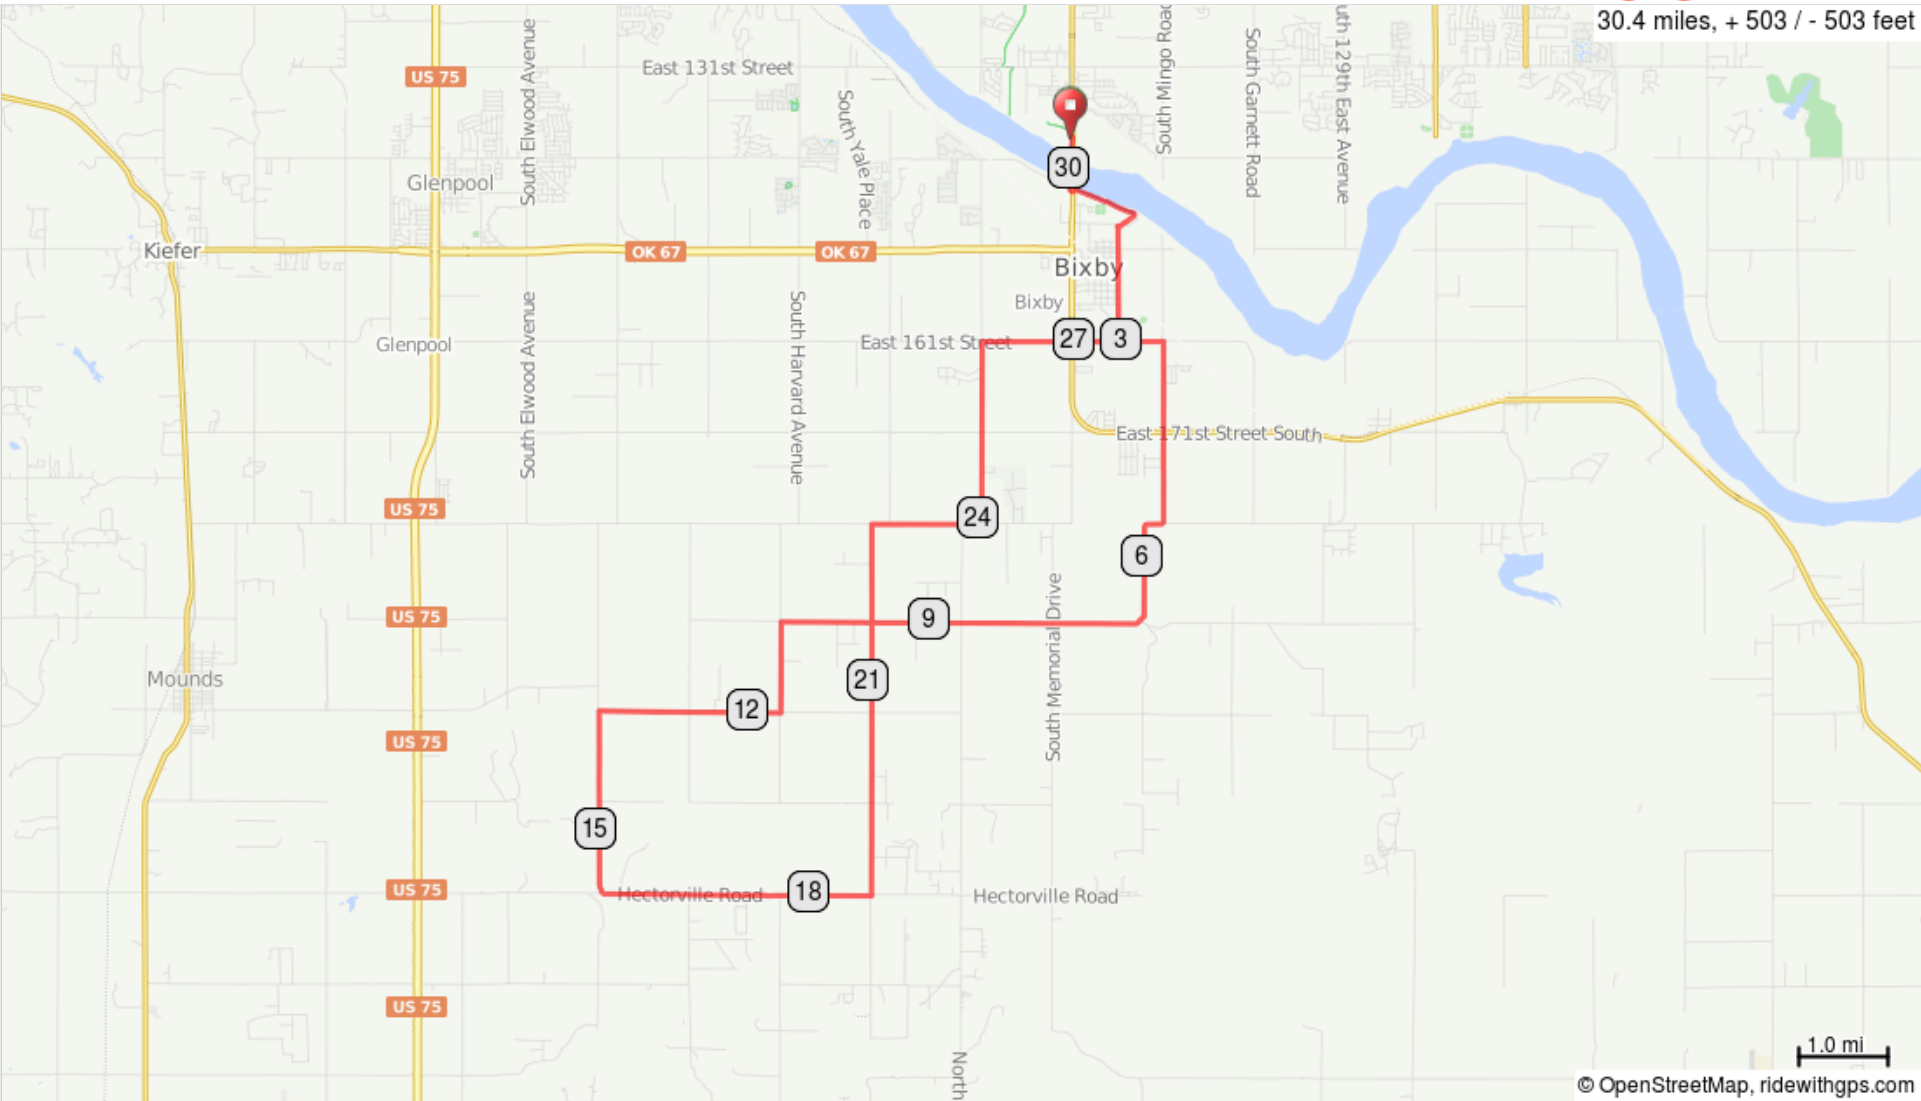 30.4 miles, + 503 / - 503 feet
South Mingo Road
uth 129th East Avenue
South Elwood Avenue
South Garnett Road
East 131st Street
US 75
South Yale Place
30
Glenpool
Kiefer
OK 67
OK 67
Bixby
Bixby
South Elwood Avenue
South Harvard Avenue
Glenpool
East 161st Street
27
3
East 171st Street South
US 75
24
6
South Memorial Drive
US 75
9
Mounds
21
12
US 75
15
US 75
Hectorville Road
18
Hectorville Road
US 75
North
1.0 mi
© OpenStreetMap, ridewithgps.com